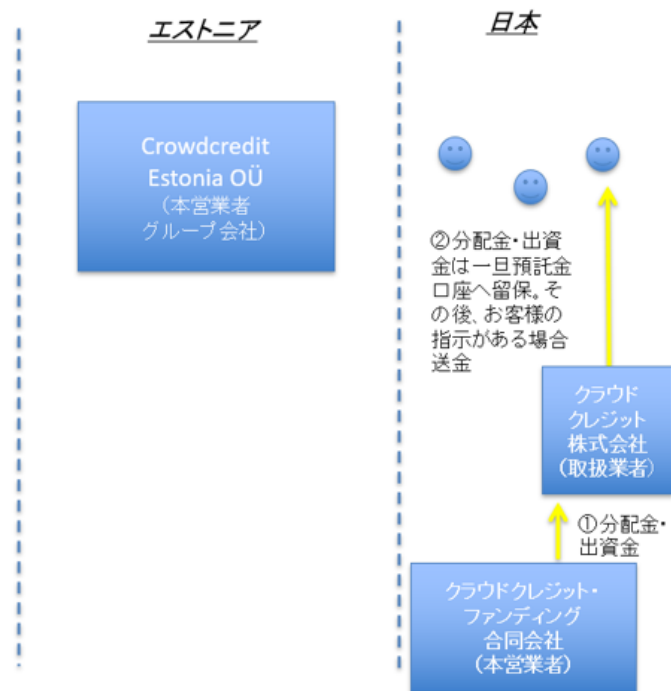 エストニア
日本
Crowdcredit
Estonia OÜ
（本営業者
グループ会社）
②分配金・出資
金は一旦預託金
口座へ留保。そ
の後、お客様の
指示がある場合
送金
クラウド
クレジット
株式会社
（取扱業者）
①分配金・
出資金
クラウドクレジット・
ファンディング
合同会社
（本営業者）